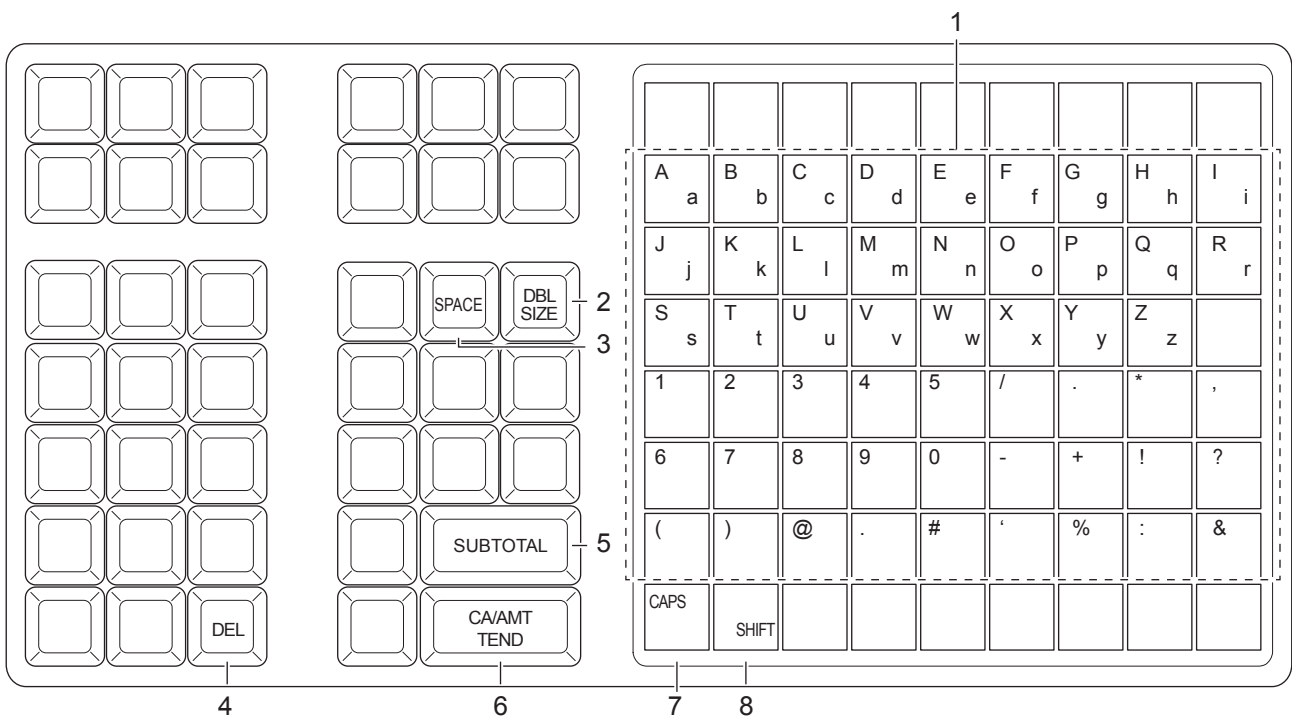 1
A a B b C c D d E e F f G g H h I i
J j K k L l M m N n O o P p Q q R r
SPACE DBL SIZE 2
3
S s T t U u V v W w X x Y y Z z
1 2 3 4 5 / . * ,
6 7 8 9 0 - + ! ?
SUBTOTAL 5
( ) @ . # ‘ % : &
DEL
CA/AMT
TEND
CAPS SHIFT
4 6 7 8